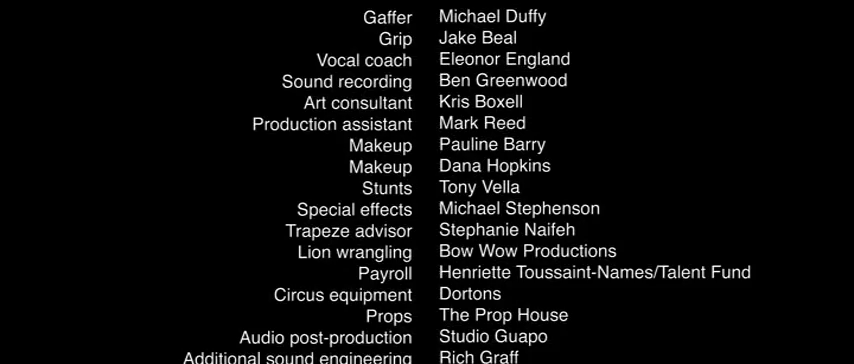 Gaffer Michael Duffy
Grip Jake Beal
Vocal coach Eleonor England
Sound recording Ben Greenwood
Art consultant Kris Boxell
Production assistant Mark Reed
Makeup Pauline Barry
Makeup Dana Hopkins
Stunts Tony Vella
Special effects Michael Stephenson
Trapeze advisor Stephanie Naifeh
Lion wrangling Bow Wow Productions
Payroll Henriette Toussaint-Names/Talent Fund
Circus equipment Dortons
Props The Prop House
Audio post-production Studio Guapo
Additional sound engineering Rich Graff